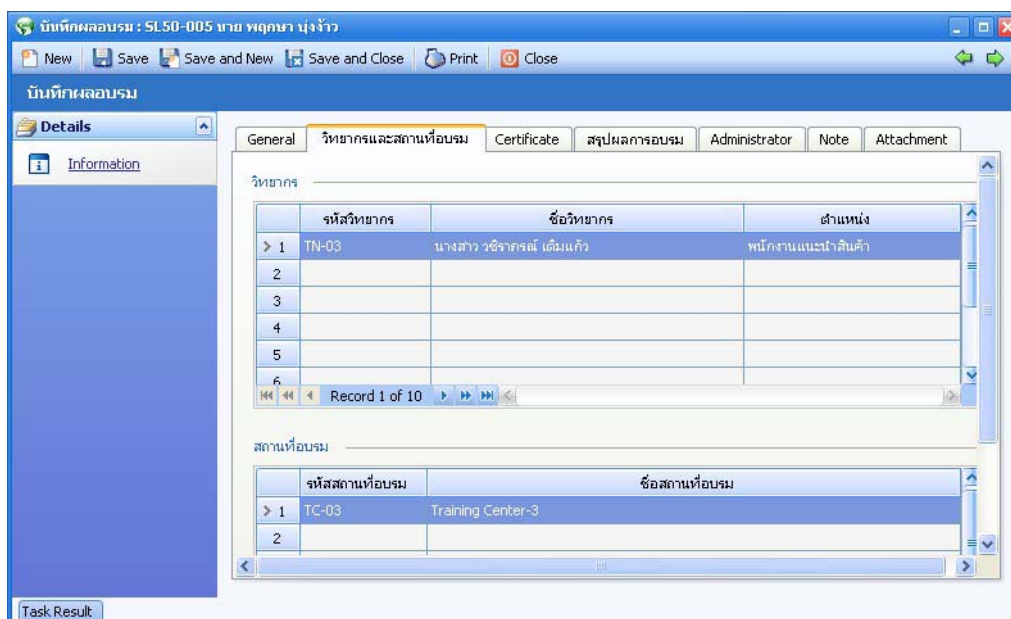 บันทึกผลอบรม : SL50-005 นาย พฤกษา นุ่งจ้าว
New Save Save and New Save and Close Print Close
บันทึกผลอบรม
Details
Information
General วิทยากรและสถานที่อบรม Certificate สรุปผลการอบรม Administrator Note Attachment
วิทยากร
รหัสวิทยากร ชื่อวิทยากร ตำแหน่ง
1 TN-03 นางสาว วชิราภรณ์ เติมแก้ว พนักงานแนะนำสินค้า
2
3
4
5
6
Record 1 of 10
สถานที่อบรม
รหัสสถานที่อบรม ชื่อสถานที่อบรม
1 TC-03 Training Center-3
2
Task Result